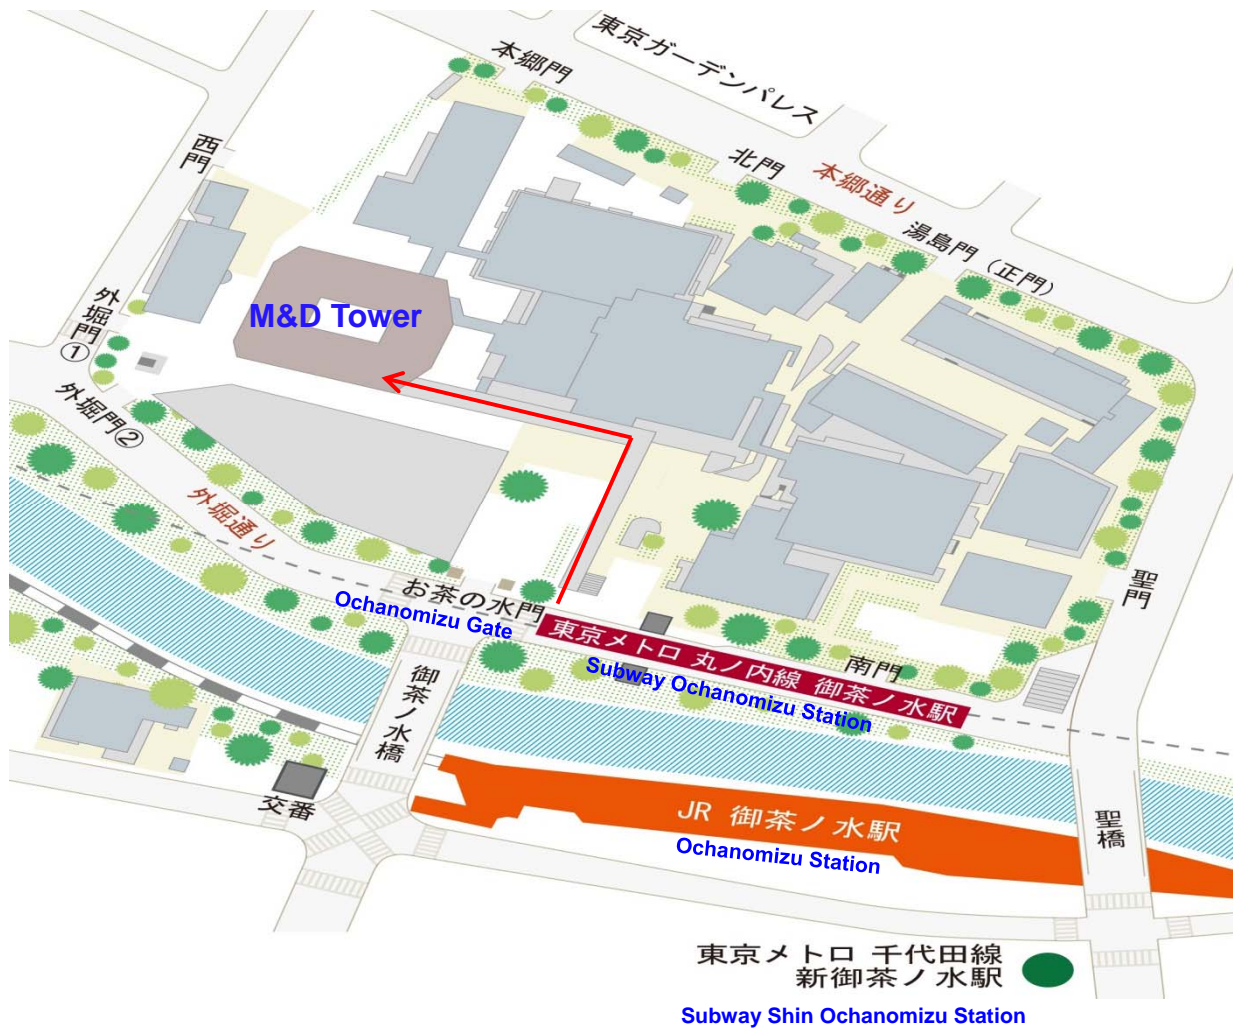 東京ガーデンパレス
本郷門
西門
北門
本郷通り
湯島門（正門）
外堀門①
M&D Tower
外堀門②
外堀通り
お茶の水門
Ochanomizu Gate
東京メトロ 丸ノ内線 御茶ノ水駅
Subway Ochanomizu Station
南門
聖門
御茶ノ水橋
交番
JR 御茶ノ水駅
Ochanomizu Station
聖橋
東京メトロ 千代田線
新御茶ノ水駅
Subway Shin Ochanomizu Station